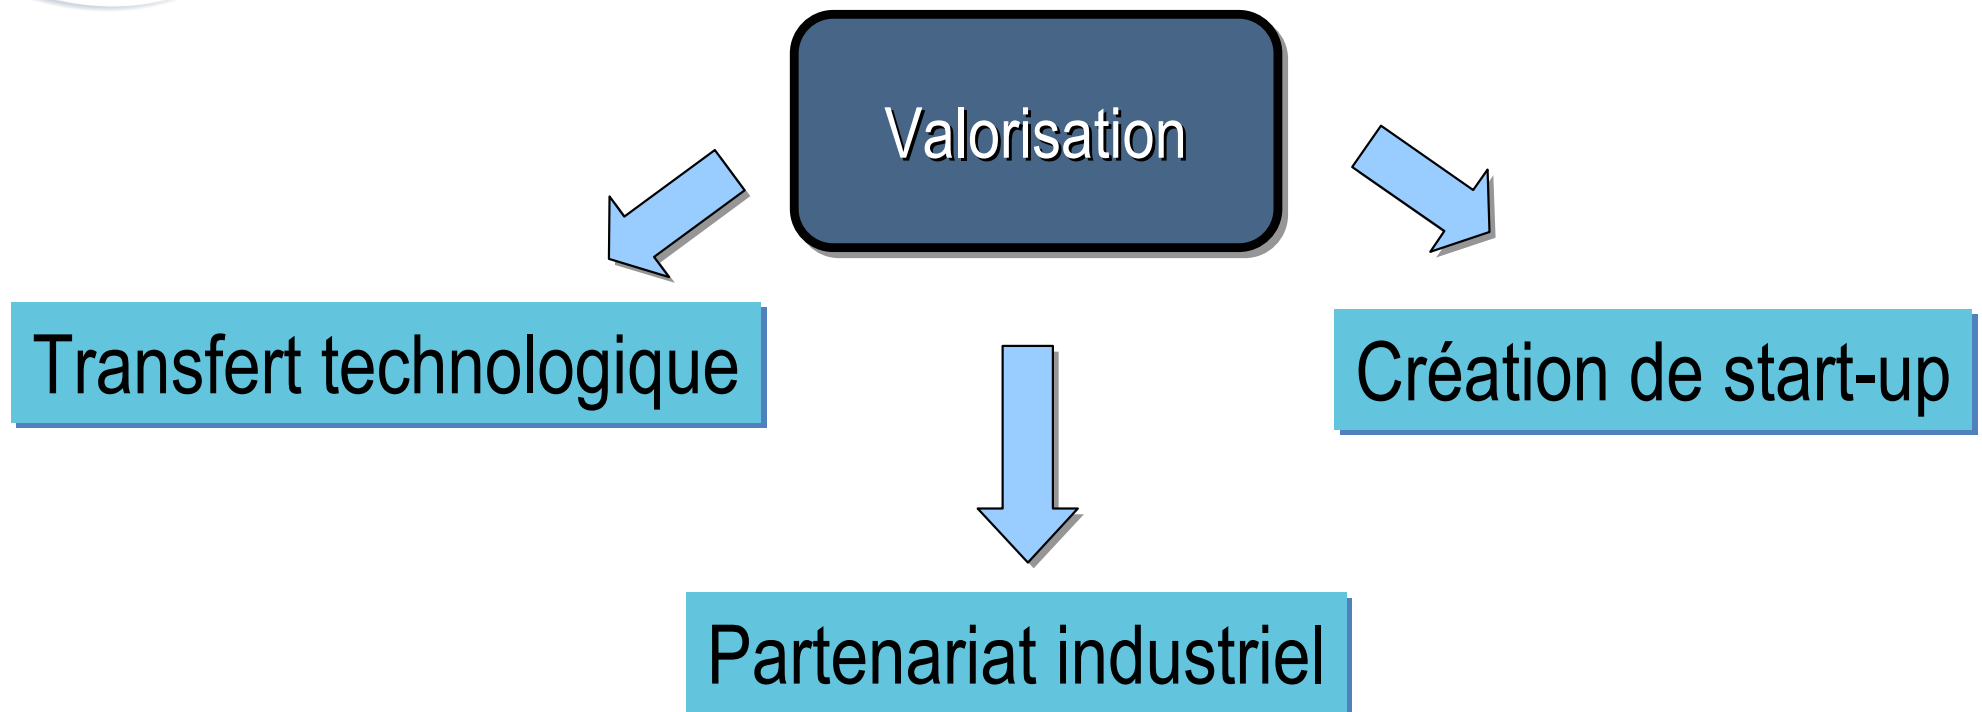 Valorisation
Transfert technologique
Création de start-up
Partenariat industriel